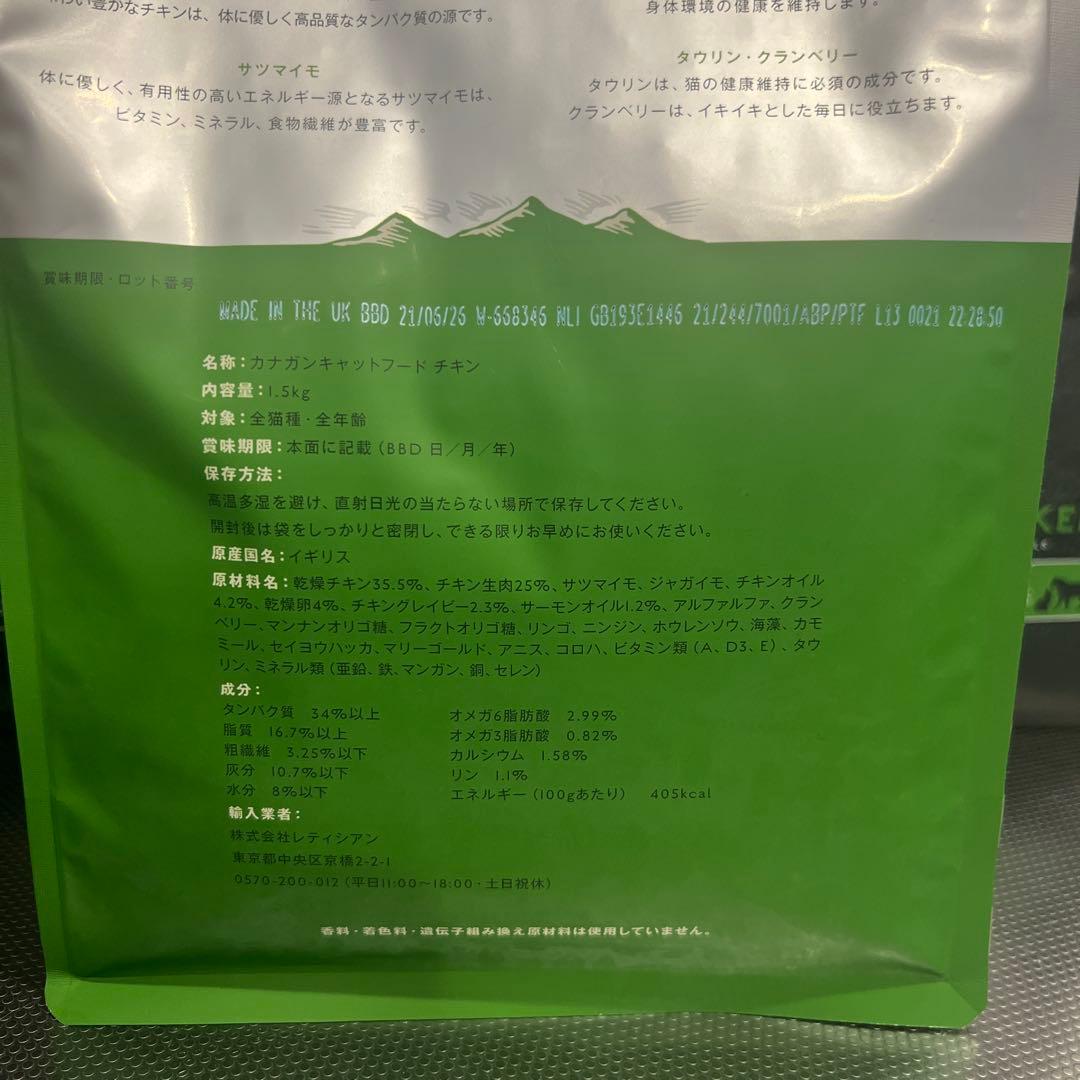 わい豊かなチキンは、体に優しく高品質なタンパク質の源です。
身体環境の健康を維持します。
サツマイモ
体に優しく、有用性の高いエネルギー源となるサツマイモは、
ビタミン、ミネラル、食物繊維が豊富です。
タウリン・クランベリー
タウリンは、猫の健康維持に必須の成分です。
クランベリーは、イキイキとした毎日に役立ちます。
賞味期限・ロット番号
MADE IN THE UK BBD 21/06/26 W-668346 NLI GB193E1446 21/244/7001/ABP/PTF L13 0021 22:28:50
名称：カナガンキャットフード チキン
内容量：1.5kg
対象：全猫種・全年齢
賞味期限：本面に記載（BBD 日／月／年）
保存方法：
高温多湿を避け、直射日光の当たらない場所で保存してください。
開封後は袋をしっかりと密閉し、できる限りお早めにお使いください。
原産国名：イギリス
原材料名：乾燥チキン35.5%、チキン生肉25%、サツマイモ、ジャガイモ、チキンオイル
4.2%、乾燥卵4%、チキングレイビー2.3%、サーモンオイル1.2%、アルファルファ、クラン
ベリー、マンナンオリゴ糖、フラクトオリゴ糖、リンゴ、ニンジン、ホウレンソウ、海藻、カモ
ミール、セイヨウハッカ、マリーゴールド、アニス、コロハ、ビタミン類（A、D3、E）、タウ
リン、ミネラル類（亜鉛、鉄、マンガン、銅、セレン）
成分：
タンパク質 34%以上
脂質 16.7%以上
粗繊維 3.25%以下
灰分 10.7%以下
水分 8%以下
オメガ6脂肪酸 2.99%
オメガ3脂肪酸 0.82%
カルシウム 1.58%
リン 1.1%
エネルギー（100gあたり） 405kcal
輸入業者：
株式会社レティシアン
東京都中央区京橋2-2-1
0570-200-012（平日11:00〜18:00・土日祝休）
香料・着色料・遺伝子組み換え原材料は使用していません。